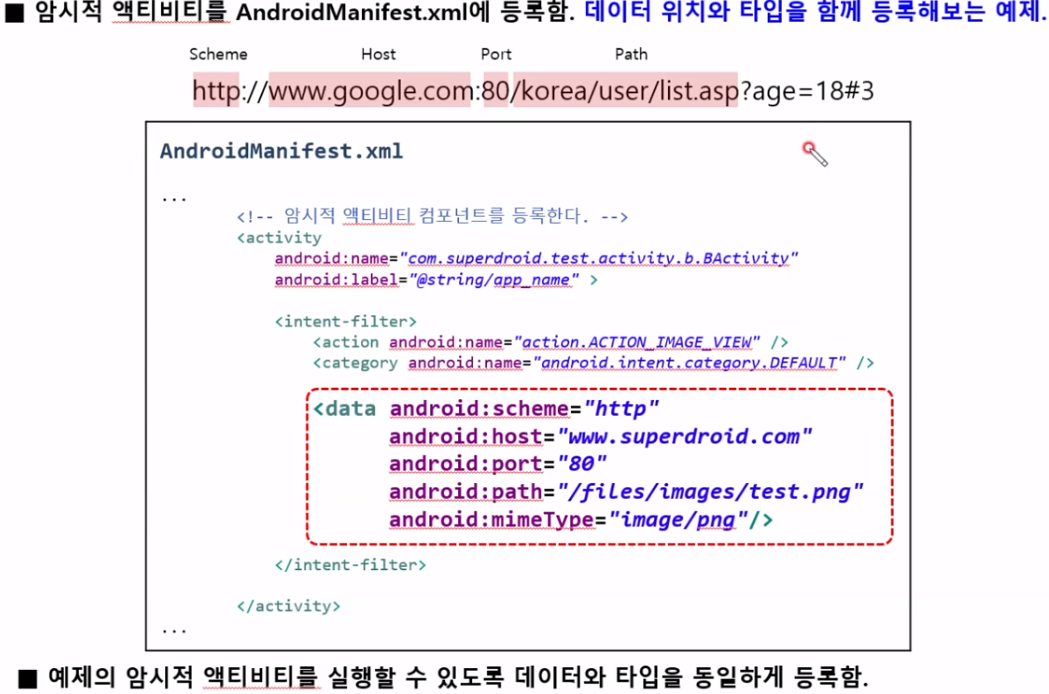 ■ 암시적 액티비티를 AndroidManifest.xml에 등록함. 데이터 위치와 타입을 함께 등록해보는 예제.
Scheme Host Port Path
http://www.google.com:80/korea/user/list.asp?age=18#3
AndroidManifest.xml
...
<!-- 암시적 액티비티 컴포넌트를 등록한다. -->
<activity
android:name="com.superdroid.test.activity.b.BActivity"
android:label="@string/app_name" >
<intent-filter>
<action android:name="action.ACTION_IMAGE_VIEW" />
<category android:name="android.intent.category.DEFAULT" />
<data android:scheme="http"
android:host="www.superdroid.com"
android:port="80"
android:path="/files/images/test.png"
android:mimeType="image/png"/>
</intent-filter>
</activity>
...
■ 예제의 암시적 액티비티를 실행할 수 있도록 데이터와 타입을 동일하게 등록함.